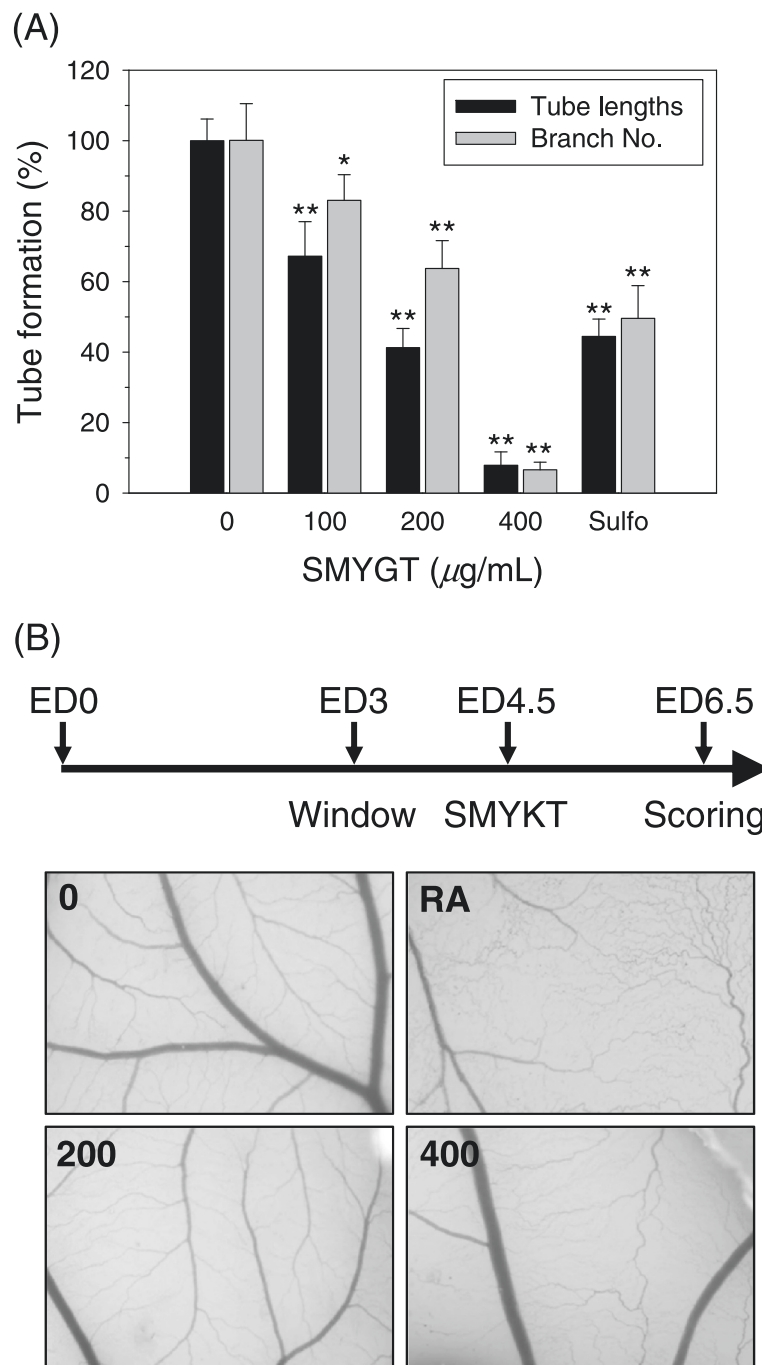 (A)
120
100
80
60
40
20
0
Tube formation (%)
Tube lengths
Branch No.
** *
** **
** **
** **
0 100 200 400 Sulfo
SMYGT (μg/mL)
(B)
ED0 ED3 ED4.5 ED6.5
Window SMYKT Scoring
0 RA
200 400